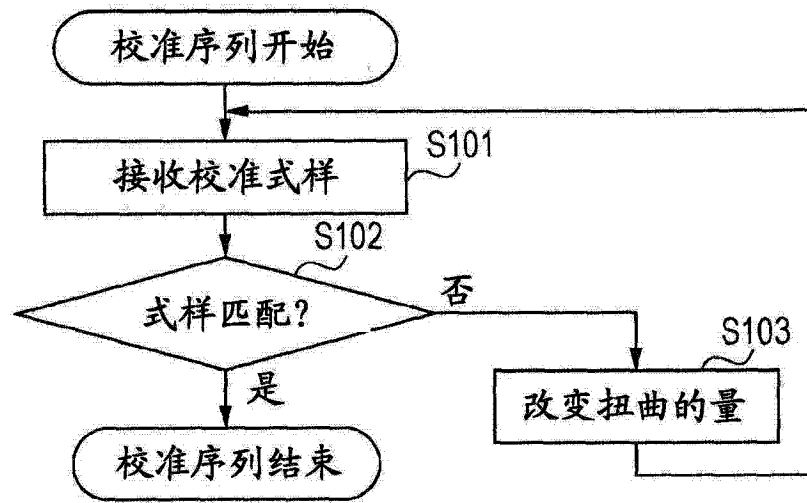 校准序列开始
接收校准式样
S101
式样匹配?
S102
否
是
改变扭曲的量
S103
校准序列结束